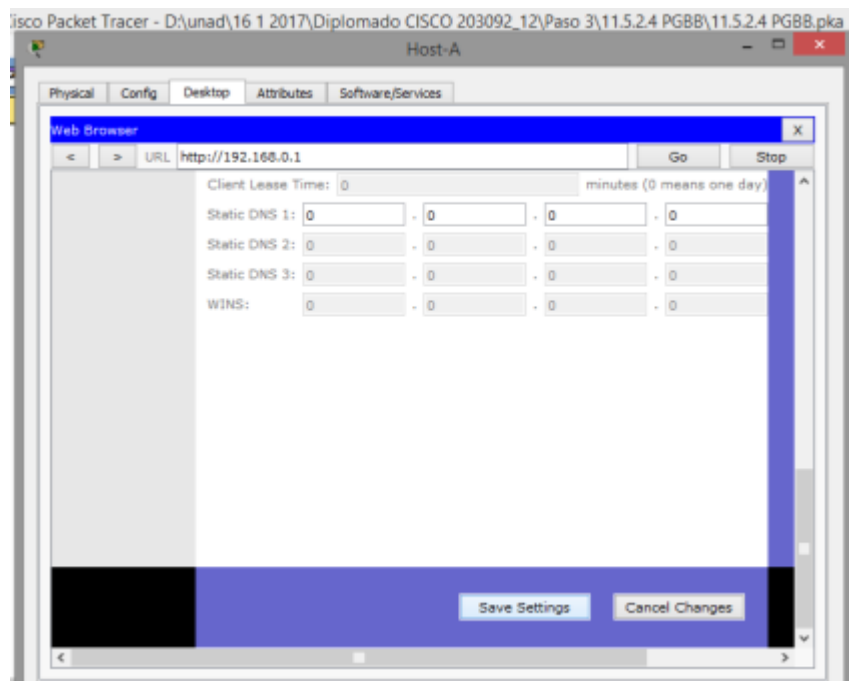 isco Packet Tracer - D:\unad\16 1 2017\Diplomado CISCO 203092_12\Paso 3\11.5.2.4 PGBB\11.5.2.4 PGBB.pka
Host-A
Physical Config Desktop Attributes Software/Services
Web Browser X
< > URL http://192.168.0.1 Go Stop
Client Lease Time: 0 minutes (0 means one day)
Static DNS 1: 0 . 0 . 0 . 0
Static DNS 2: 0 . 0 . 0 . 0
Static DNS 3: 0 . 0 . 0 . 0
WINS: 0 . 0 . 0 . 0
Save Settings Cancel Changes